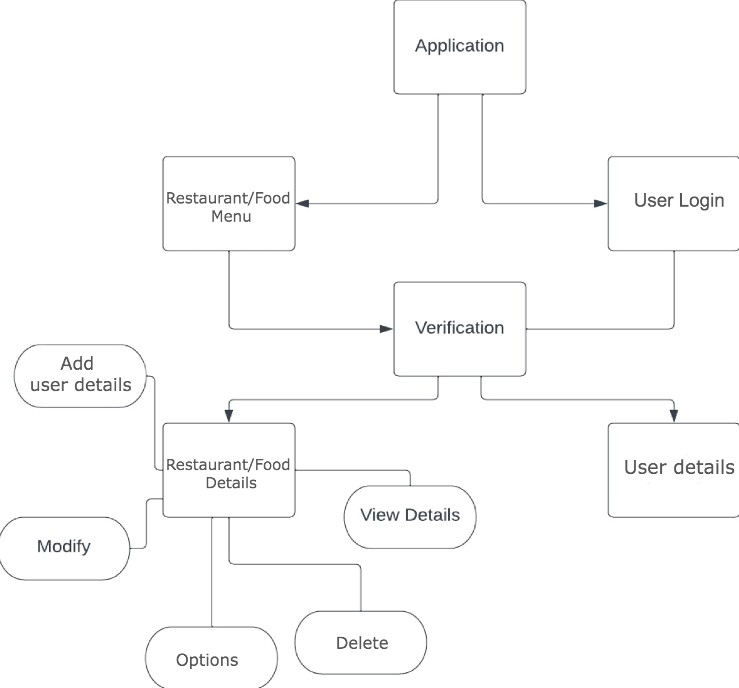 Application
Restaurant/Food
Menu
User Login
Verification
Add
user details
Restaurant/Food
Details
User details
View Details
Modify
Delete
Options